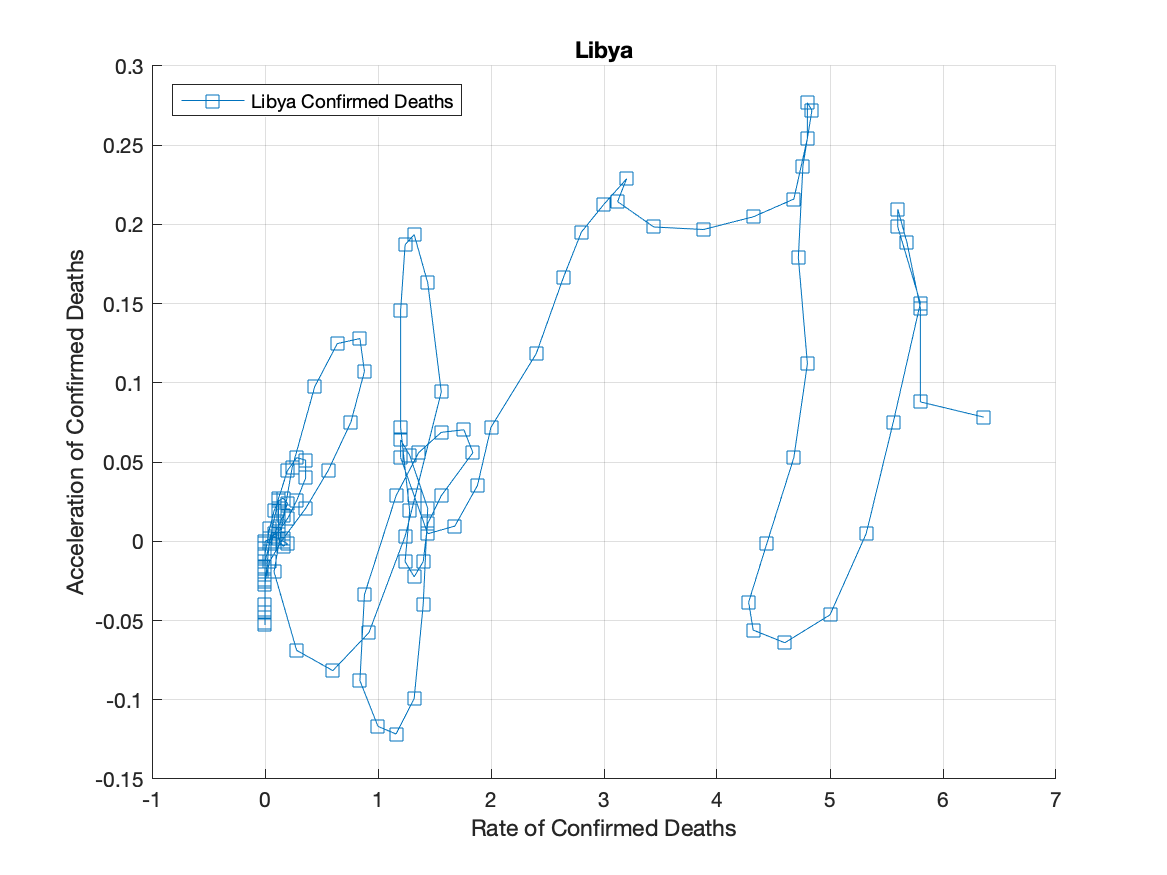 Libya
0.3
Libya Confirmed Deaths
0.25
0.2
0.15
0.1
0.05
0
-0.05
-0.1
-0.15
Acceleration of Confirmed Deaths
-1 0 1 2 3 4 5 6 7
Rate of Confirmed Deaths